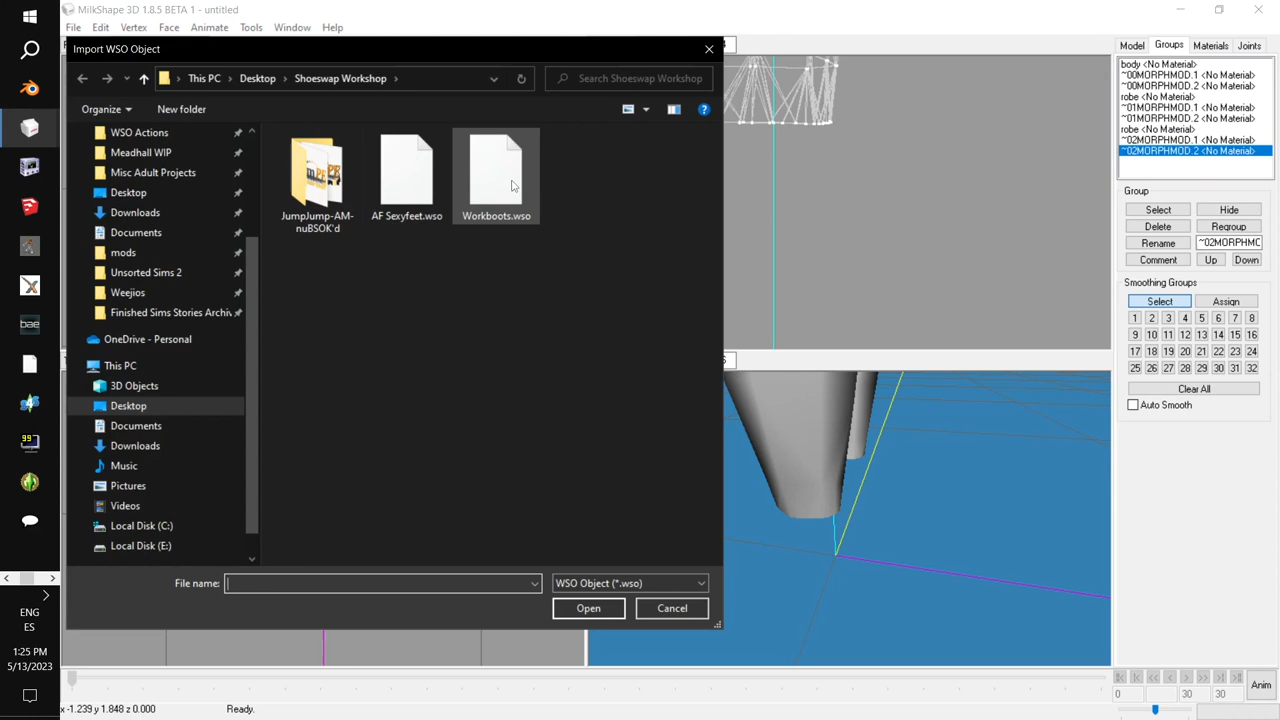 MilkShape 3D 1.8.5 BETA 1 - untitled
File Edit Vertex Face Animate Tools Window Help
Import WSO Object
This PC Desktop Shoeswap Workshop
Search Shoeswap Workshop
Organize New folder
WSO Actions
Meadhall WIP
Misc Adult Projects
Desktop
Downloads
Documents
mods
Unsorted Sims 2
Weejios
Finished Sims Stories Archiv
OneDrive - Personal
This PC
3D Objects
Desktop
Documents
Downloads
Music
Pictures
Videos
Local Disk (C:)
Local Disk (E:)
JumpJump-AM-
nuBSOK'd
AF Sexyfeet.wso
Workboots.wso
File name:
WSO Object (*.wso)
Open Cancel
Model Groups Materials Joints
body <No Material>
~00MORPHMOD.1 <No Material>
~00MORPHMOD.2 <No Material>
robe <No Material>
~01MORPHMOD.1 <No Material>
~01MORPHMOD.2 <No Material>
robe <No Material>
~02MORPHMOD.1 <No Material>
~02MORPHMOD.2 <No Material>
Group
Select Hide
Delete Regroup
Rename ~02MORPHMC
Comment Up Down
Smoothing Groups
Select Assign
1 2 3 4 5 6 7 8
9 10 11 12 13 14 15 16
17 18 19 20 21 22 23 24
25 26 27 28 29 30 31 32
Clear All
Auto Smooth
bae
99
ENG
ES
1:25 PM
5/13/2023
Anim
0 1 30 30
x -1.239 y 1.848 z 0.000 Ready.